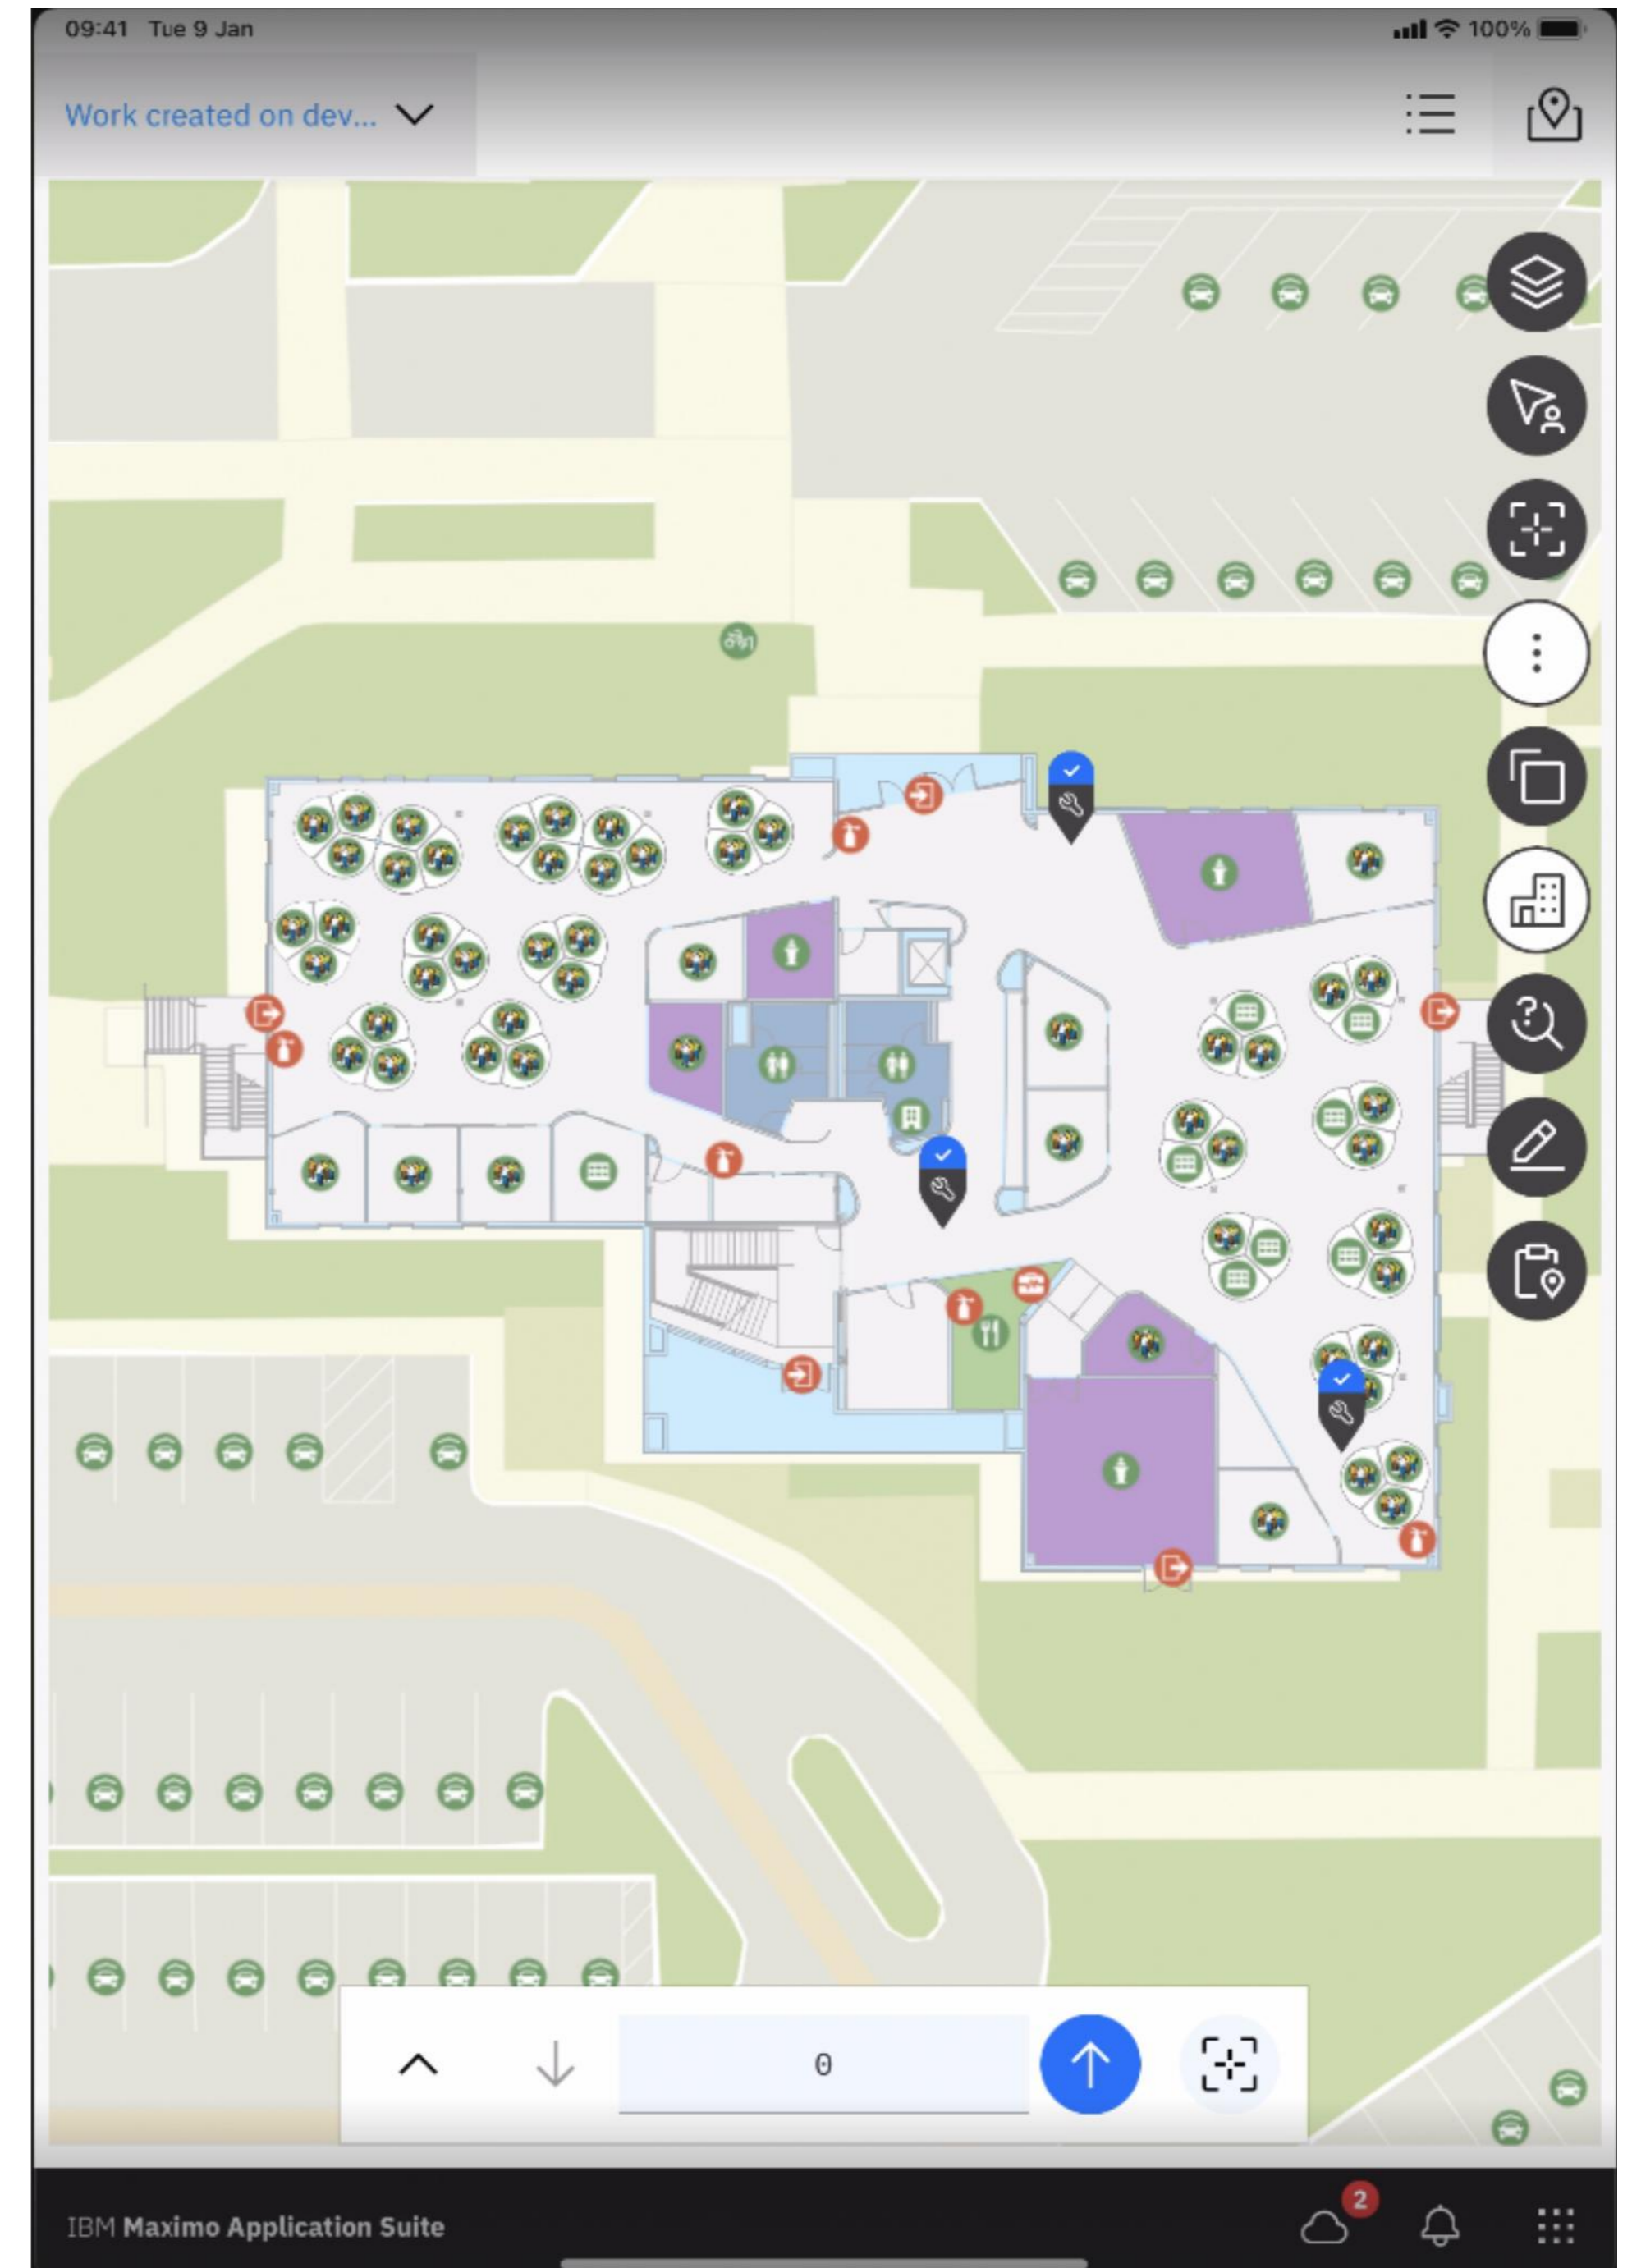 09:41 Tue 9 Jan
100%
Work created on dev...
0
IBM Maximo Application Suite
2